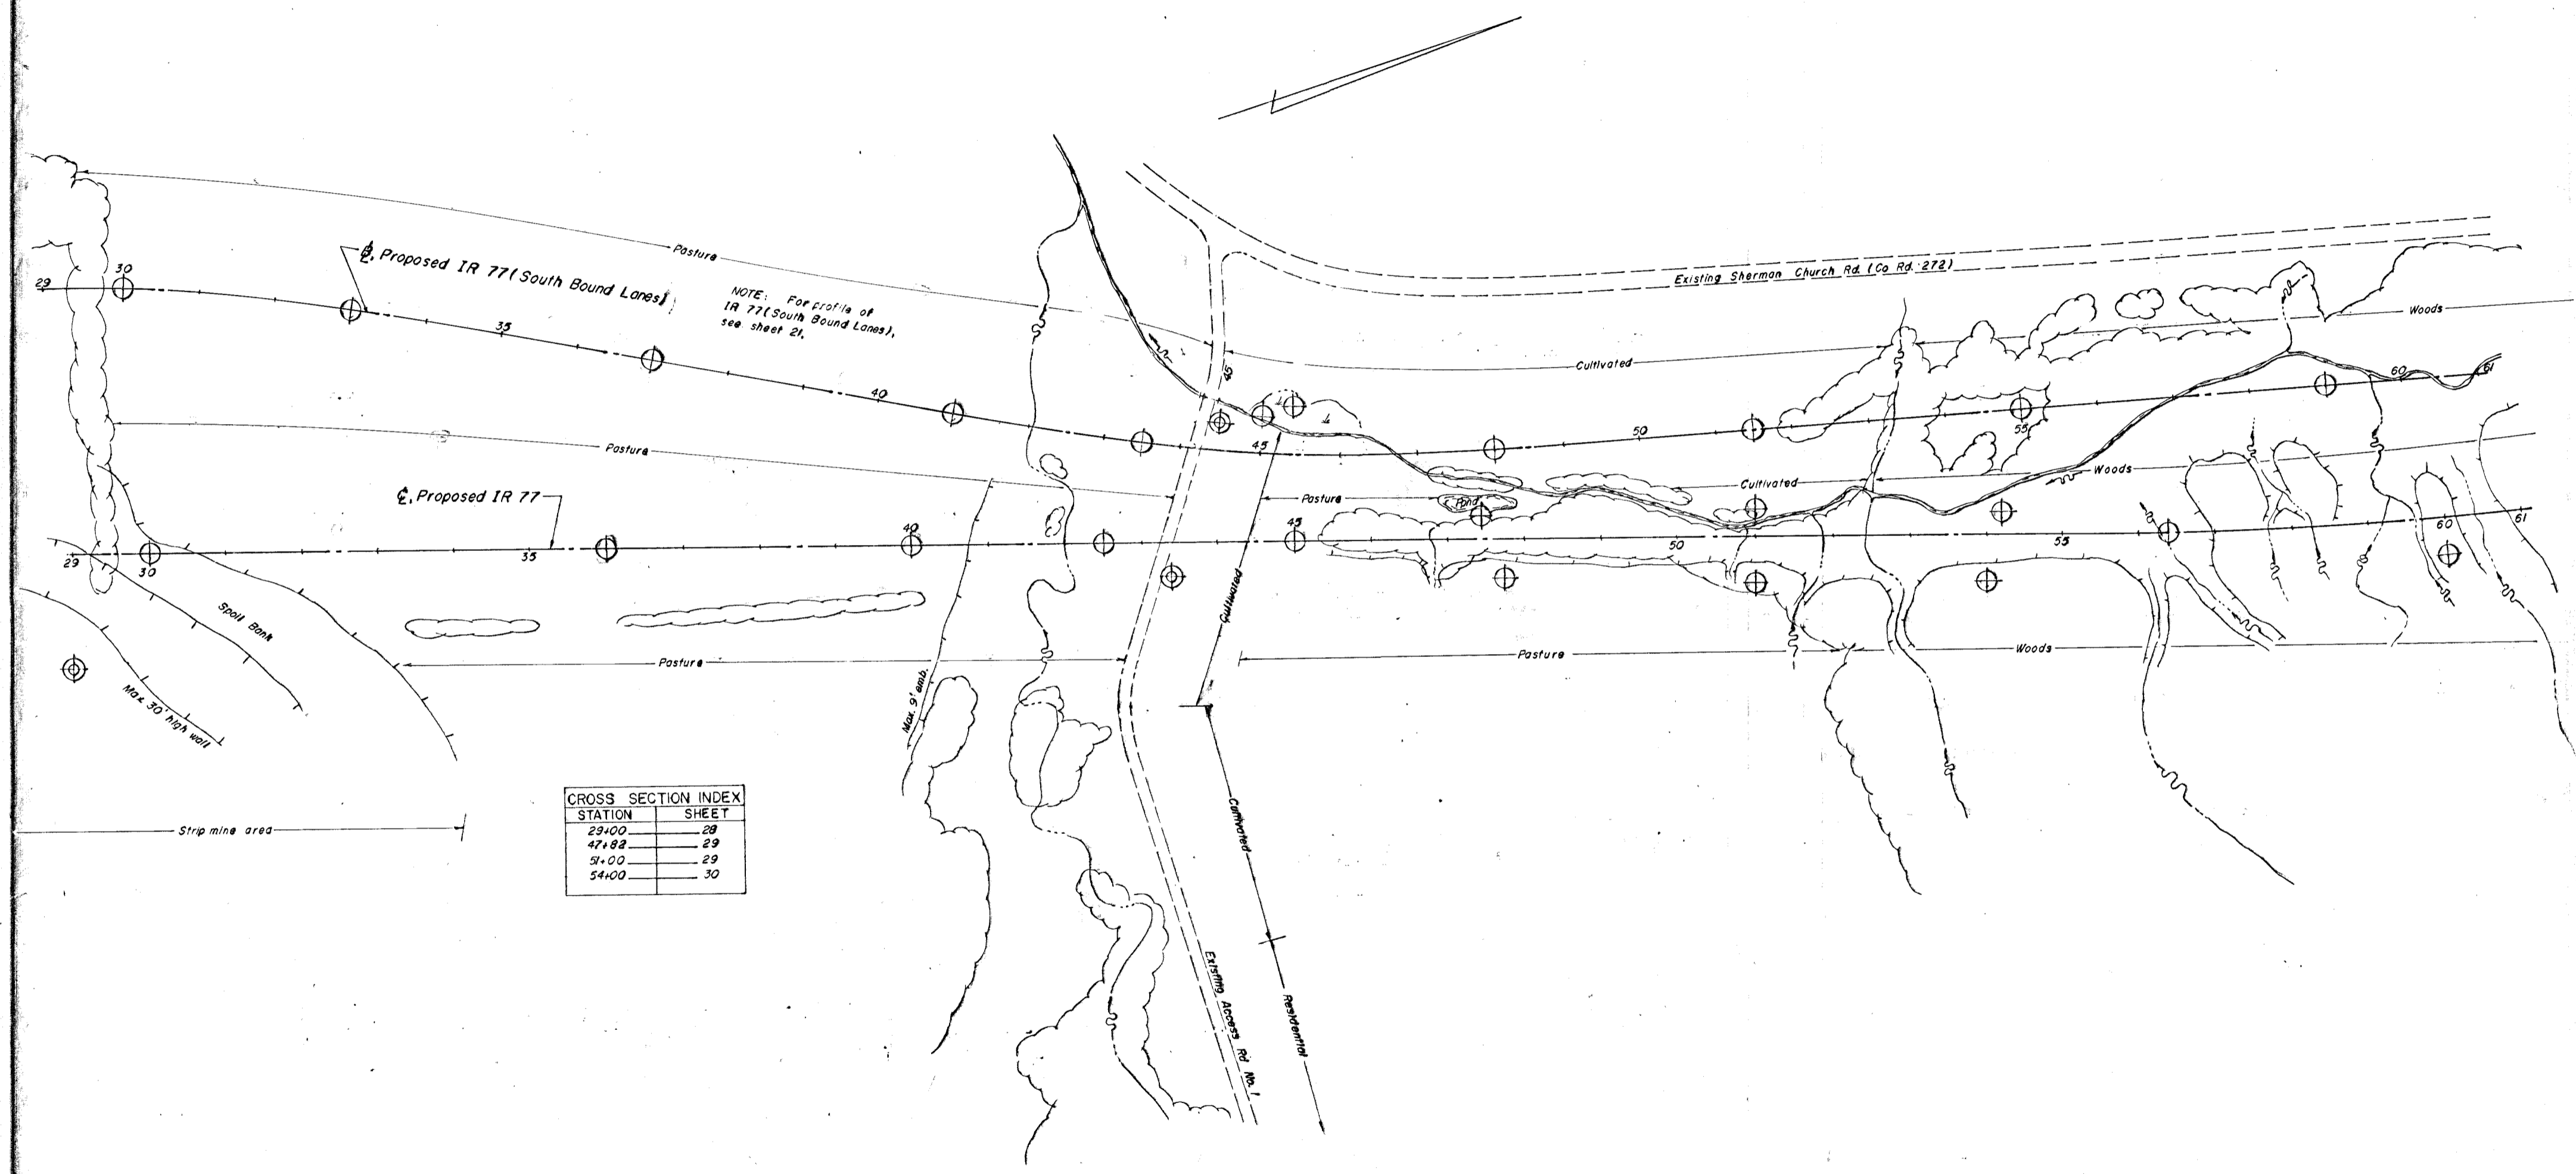 Pasture
℄, Proposed IR 77 (South Bound Lanes)
NOTE: For profile of
IR 77 (South Bound Lanes),
see sheet 21.
29
30
35
40
45
50
55
60
61
45
Existing Sherman Church Rd. (Co Rd. 272)
Woods
Cultivated
Pasture
℄, Proposed IR 77
Pasture
Pond
Cultivated
Woods
29
30
35
40
45
50
55
60
61
Spoil Bank
Max 30' high wall
Pasture
Max. 9' emb.
Cultivated
Pasture
Woods
Strip mine area
CROSS SECTION INDEX
STATION SHEET
29+00 28
47+82 29
51+00 29
54+00 30
Cultivated
Existing Access Rd No. 1
Residential